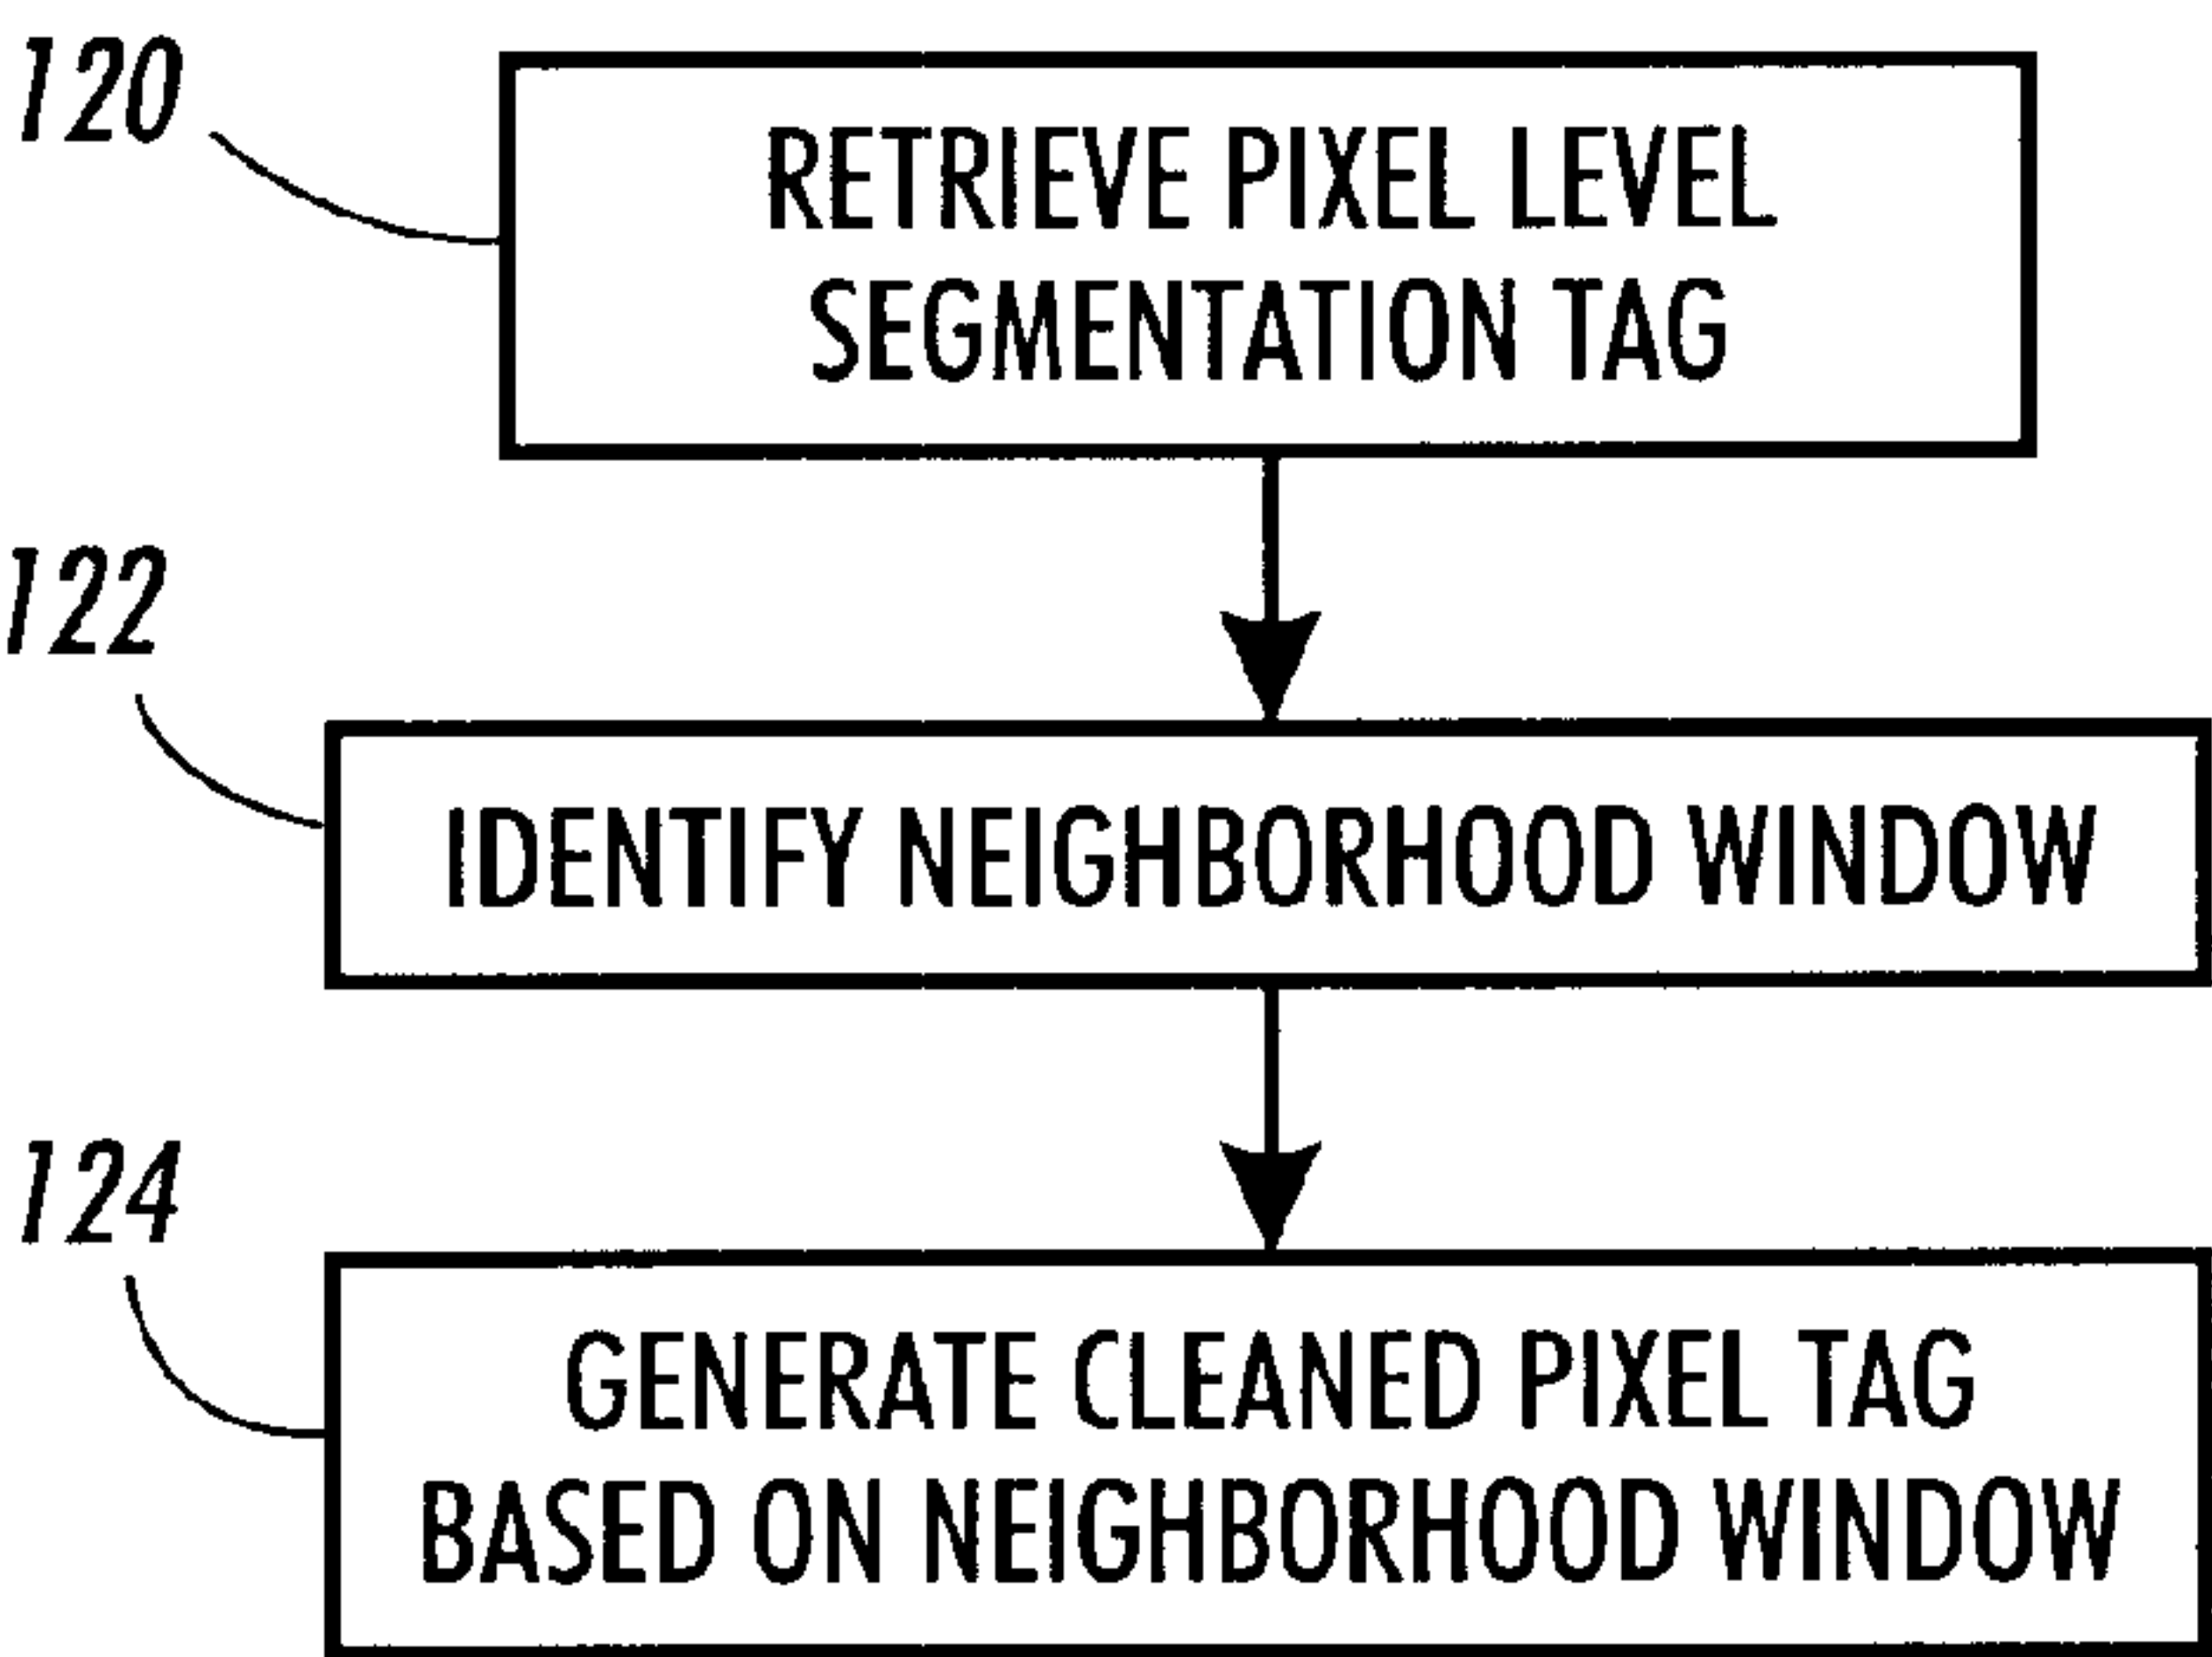 120
RETRIEVE PIXEL LEVEL
SEGMENTATION TAG
122
IDENTIFY NEIGHBORHOOD WINDOW
124
GENERATE CLEANED PIXEL TAG
BASED ON NEIGHBORHOOD WINDOW